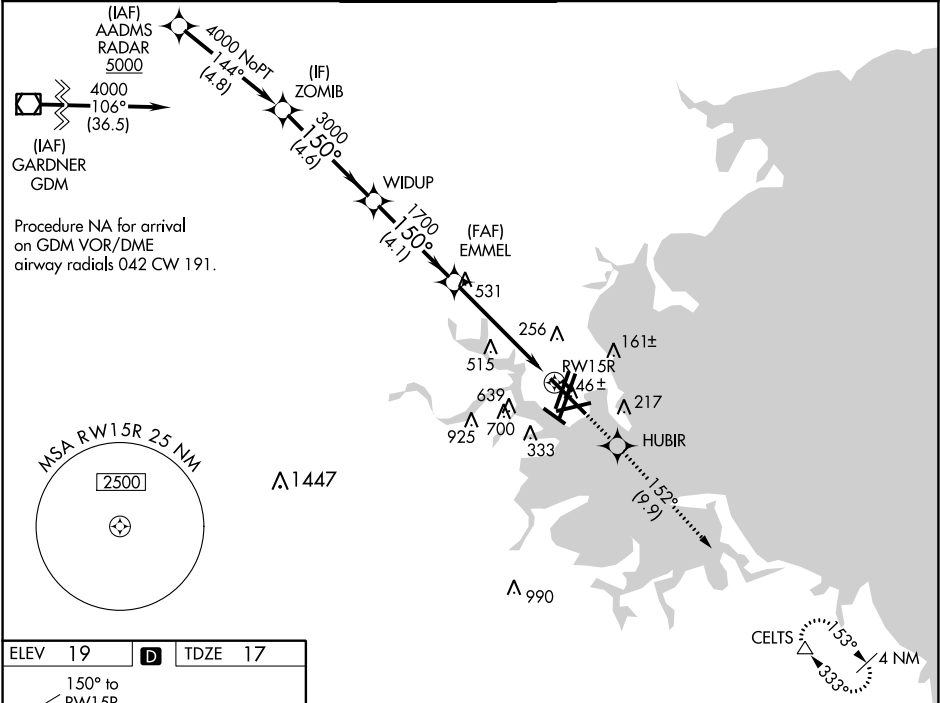 (IAF)
AADMS
RADAR
5000
4000 NoPT
144°
(4.8)
(IF)
ZOMIB
4000
106°
(36.5)
(IAF)
GARDNER
GDM
3000
150°
(4.6)
WIDUP
1700
150°
(4.1)
(FAF)
EMMEL
Procedure NA for arrival
on GDM VOR/DME
airway radials 042 CW 191.
531
256
161±
515
RW15R
46±
639
217
925
700
333
HUBIR
MSA RW15R 25 NM
2500
1447
152°
(9.9)
990
CELTS
153°
4 NM
333°
ELEV 19
D
TDZE 17
150° to
RW15R